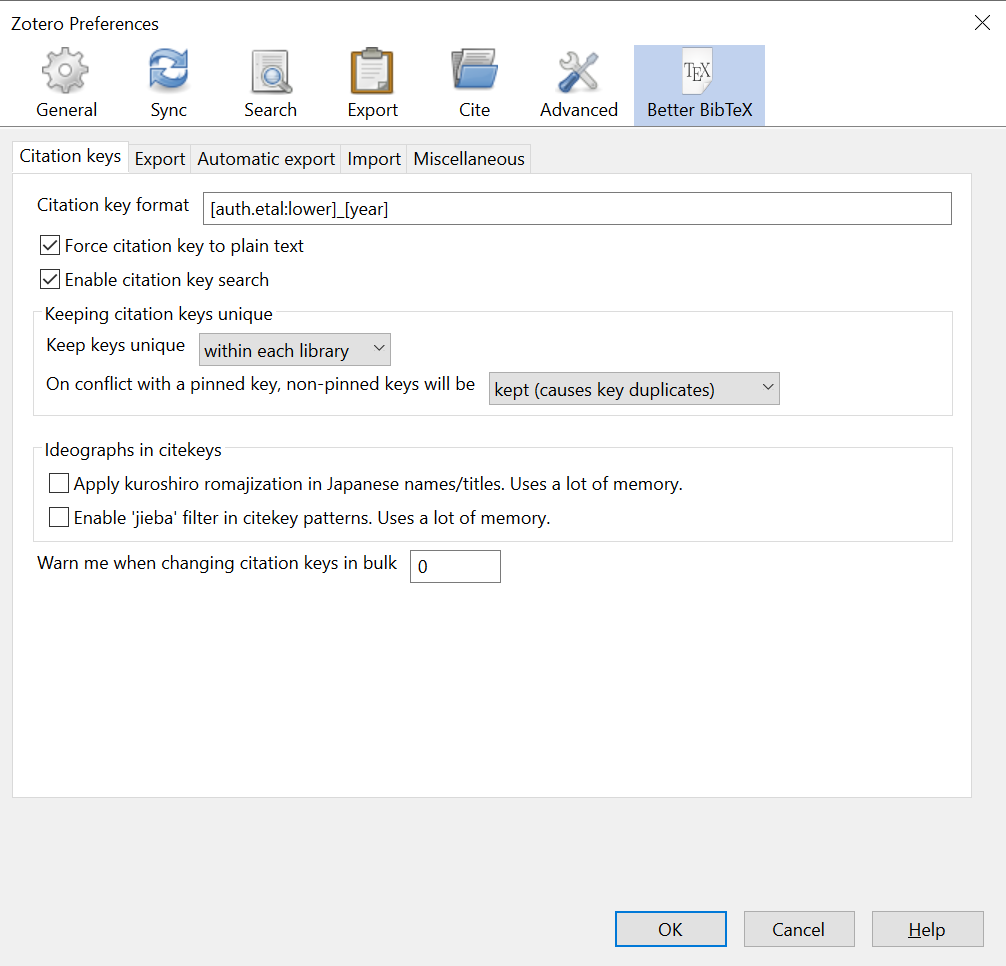 Zotero Preferences
General Sync Search Export Cite Advanced Better BibTeX
TEX
Citation keys Export Automatic export Import Miscellaneous
Citation key format [auth.etal:lower]_[year]
Force citation key to plain text
Enable citation key search
Keeping citation keys unique
Keep keys unique within each library
On conflict with a pinned key, non-pinned keys will be kept (causes key duplicates)
Ideographs in citekeys
Apply kuroshiro romajization in Japanese names/titles. Uses a lot of memory.
Enable 'jieba' filter in citekey patterns. Uses a lot of memory.
Warn me when changing citation keys in bulk 0
OK Cancel Help